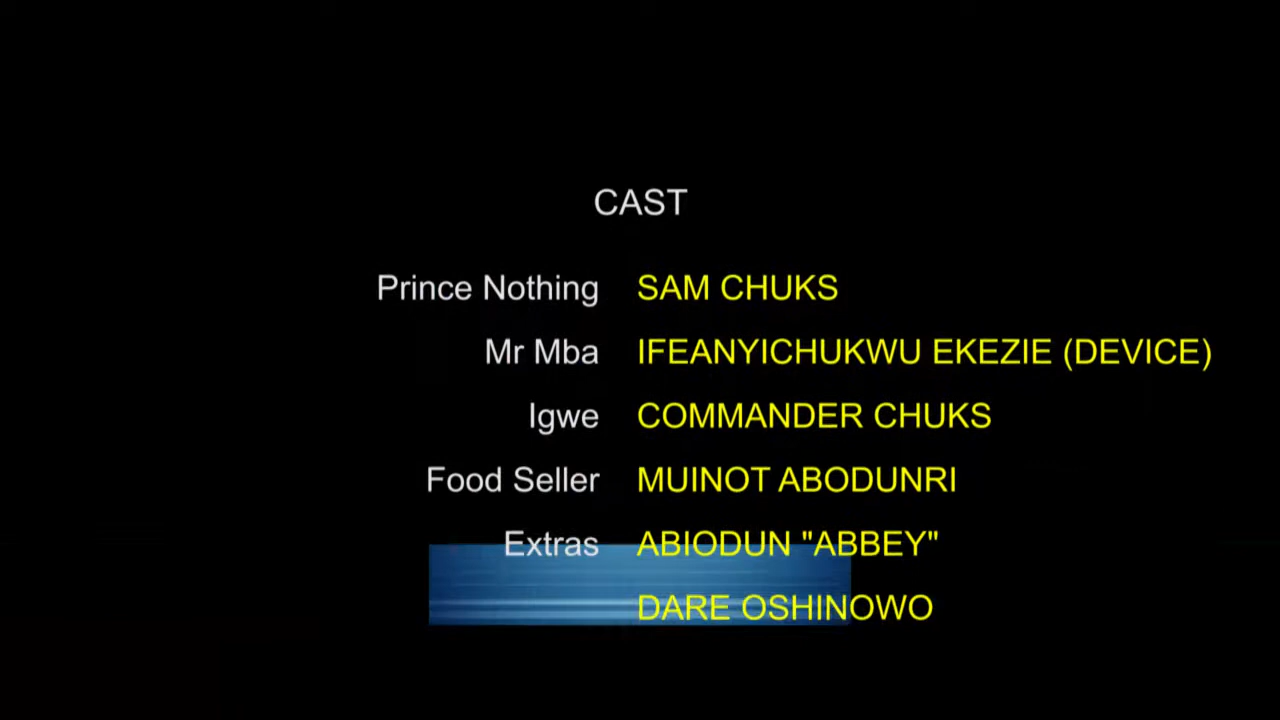 CAST
Prince Nothing SAM CHUKS
Mr Mba IFEANYICHUKWU EKEZIE (DEVICE)
Igwe COMMANDER CHUKS
Food Seller MUINOT ABODUNRI
Extras ABIODUN "ABBEY"
DARE OSHINOWO